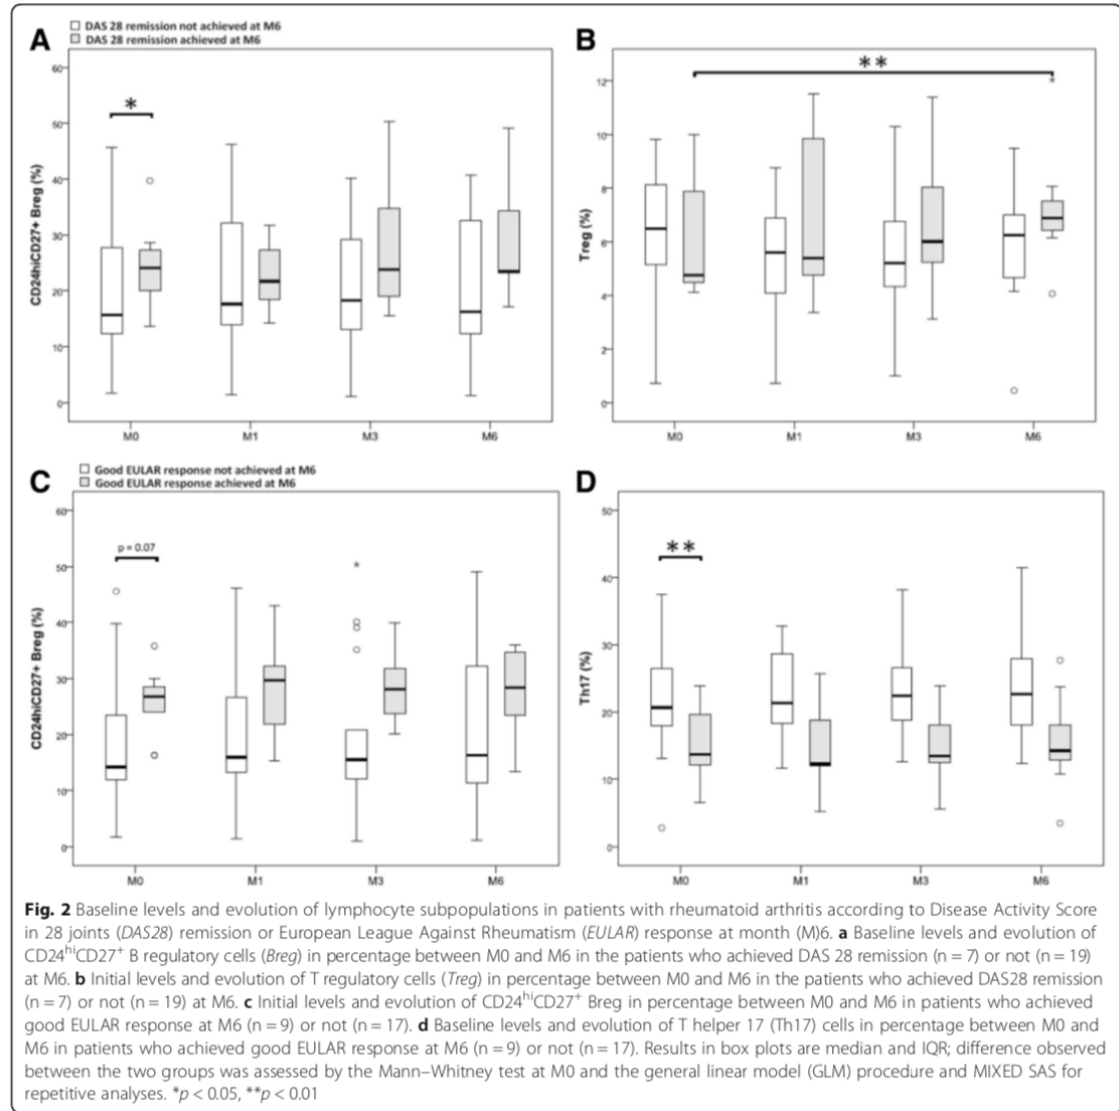 DAS 28 remission not achieved at M6
DAS 28 remission achieved at M6
A
CD24hiCD27+ Breg (%)
60
50
40
30
20
10
0
*
M0 M1 M3 M6
B
Treg (%)
12
10
8
6
4
2
0
**
*
M0 M1 M3 M6
Good EULAR response not achieved at M6
Good EULAR response achieved at M6
C
CD24hiCD27+ Breg (%)
60
50
40
30
20
10
0
p = 0.07
*
M0 M1 M3 M6
D
Th17 (%)
50
40
30
20
10
0
**
M0 M1 M3 M6
Fig. 2 Baseline levels and evolution of lymphocyte subpopulations in patients with rheumatoid arthritis according to Disease Activity Score
in 28 joints (DAS28) remission or European League Against Rheumatism (EULAR) response at month (M)6. a Baseline levels and evolution of
CD24hiCD27+ B regulatory cells (Breg) in percentage between M0 and M6 in the patients who achieved DAS 28 remission (n = 7) or not (n = 19)
at M6. b Initial levels and evolution of T regulatory cells (Treg) in percentage between M0 and M6 in the patients who achieved DAS28 remission
(n = 7) or not (n = 19) at M6. c Initial levels and evolution of CD24hiCD27+ Breg in percentage between M0 and M6 in patients who achieved
good EULAR response at M6 (n = 9) or not (n = 17). d Baseline levels and evolution of T helper 17 (Th17) cells in percentage between M0 and
M6 in patients who achieved good EULAR response at M6 (n = 9) or not (n = 17). Results in box plots are median and IQR; difference observed
between the two groups was assessed by the Mann–Whitney test at M0 and the general linear model (GLM) procedure and MIXED SAS for
repetitive analyses. *p < 0.05, **p < 0.01